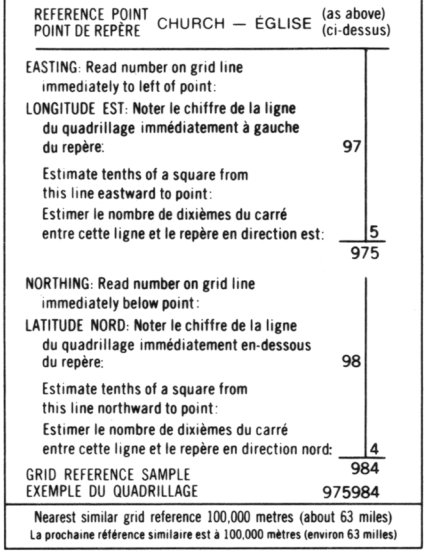 REFERENCE POINT CHURCH — ÉGLISE (as above)
POINT DE REPÈRE (ci-dessus)
EASTING: Read number on grid line
immediately to left of point:
LONGITUDE EST: Noter le chiffre de la ligne
du quadrillage immédiatement à gauche
du repère: 97
Estimate tenths of a square from
this line eastward to point:
Estimer le nombre de dixièmes du carré
entre cette ligne et le repère en direction est: 5
975
NORTHING: Read number on grid line
immediately below point:
LATITUDE NORD: Noter le chiffre de la ligne
du quadrillage immédiatement en-dessous
du repère: 98
Estimate tenths of a square from
this line northward to point:
Estimer le nombre de dixièmes du carré
entre cette ligne et le repère en direction nord: 4
GRID REFERENCE SAMPLE 984
EXEMPLE DU QUADRILLAGE 975984
Nearest similar grid reference 100,000 metres (about 63 miles)
La prochaine référence similaire est à 100,000 mètres (environ 63 milles)